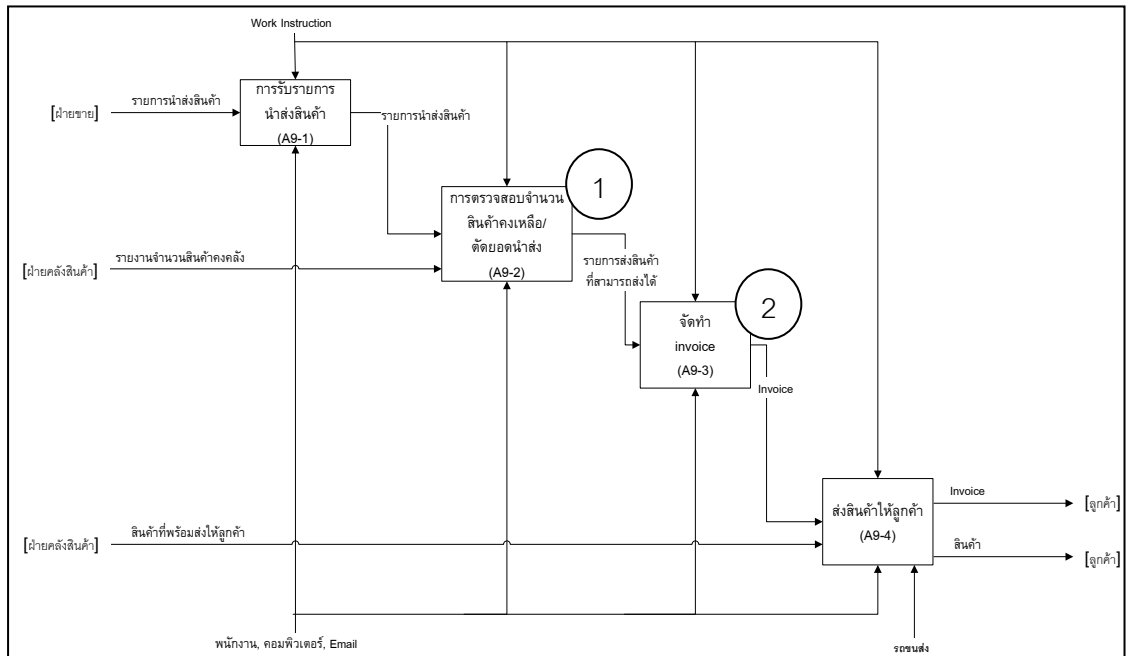 Work Instruction
การรับรายการ
นำส่งสินค้า
(A9-1)
[ฝ่ายขาย]
รายการนำส่งสินค้า
รายการนำส่งสินค้า
1
การตรวจสอบจำนวน
สินค้าคงเหลือ/
ตัดยอดนำส่ง
(A9-2)
[ฝ่ายคลังสินค้า]
รายงานจำนวนสินค้าคงคลัง
รายการส่งสินค้า
ที่สามารถส่งได้
2
จัดทำ
invoice
(A9-3)
Invoice
ส่งสินค้าให้ลูกค้า
(A9-4)
Invoice
[ลูกค้า]
[ฝ่ายคลังสินค้า]
สินค้าที่พร้อมส่งให้ลูกค้า
สินค้า
[ลูกค้า]
พนักงาน, คอมพิวเตอร์, Email
รถขนส่ง